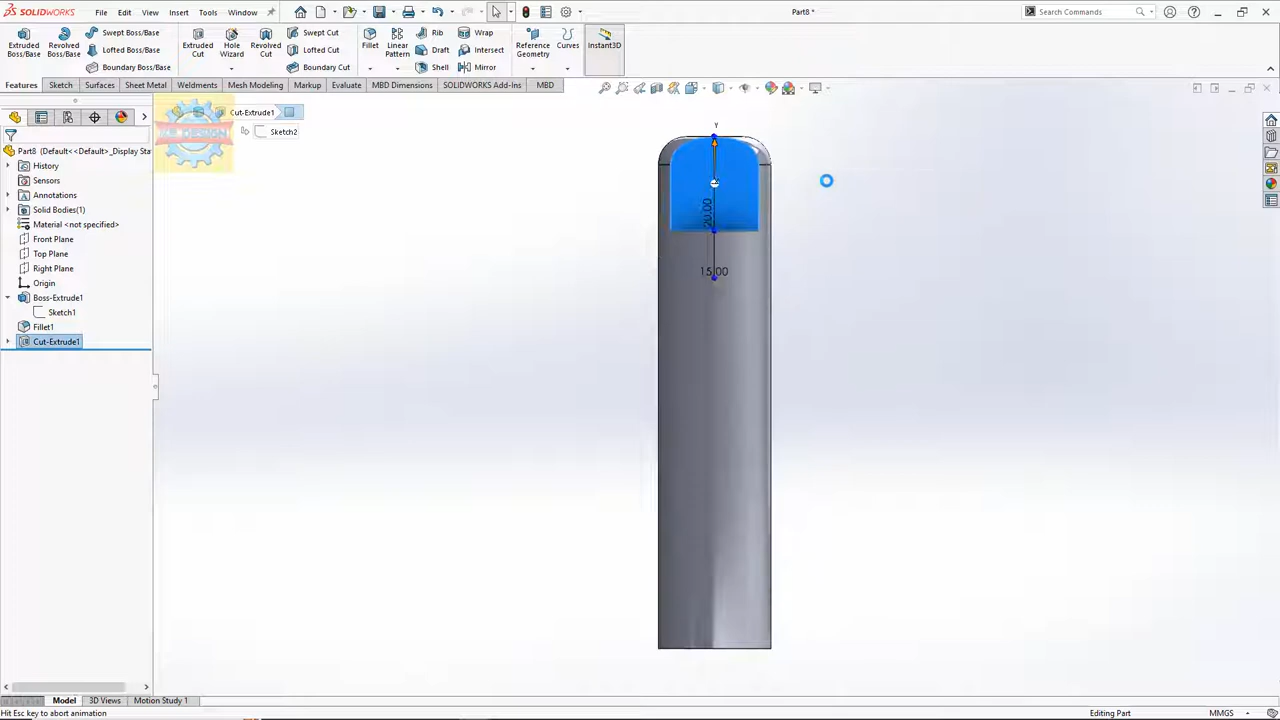 SOLIDWORKS
File
Edit
View
Insert
Tools
Window
Part8 *
Search Commands
Extruded Boss/Base
Revolved Boss/Base
Swept Boss/Base
Lofted Boss/Base
Boundary Boss/Base
Extruded Cut
Hole Wizard
Revolved Cut
Swept Cut
Lofted Cut
Boundary Cut
Fillet
Linear Pattern
Rib
Draft
Shell
Wrap
Intersect
Mirror
Reference Geometry
Curves
Instant3D
Features
Sketch
Surfaces
Sheet Metal
Weldments
Mesh Modeling
Markup
Evaluate
MBD Dimensions
SOLIDWORKS Add-Ins
MBD
Cut-Extrude1
Sketch2
Part8 (Default<<Default>_Display Sta
History
Sensors
Annotations
Solid Bodies(1)
Material <not specified>
Front Plane
Top Plane
Right Plane
Origin
Boss-Extrude1
Sketch1
Fillet1
Cut-Extrude1
Y
20.00
15.00
Model
3D Views
Motion Study 1
Hit Esc key to abort animation
Editing Part
MMGS